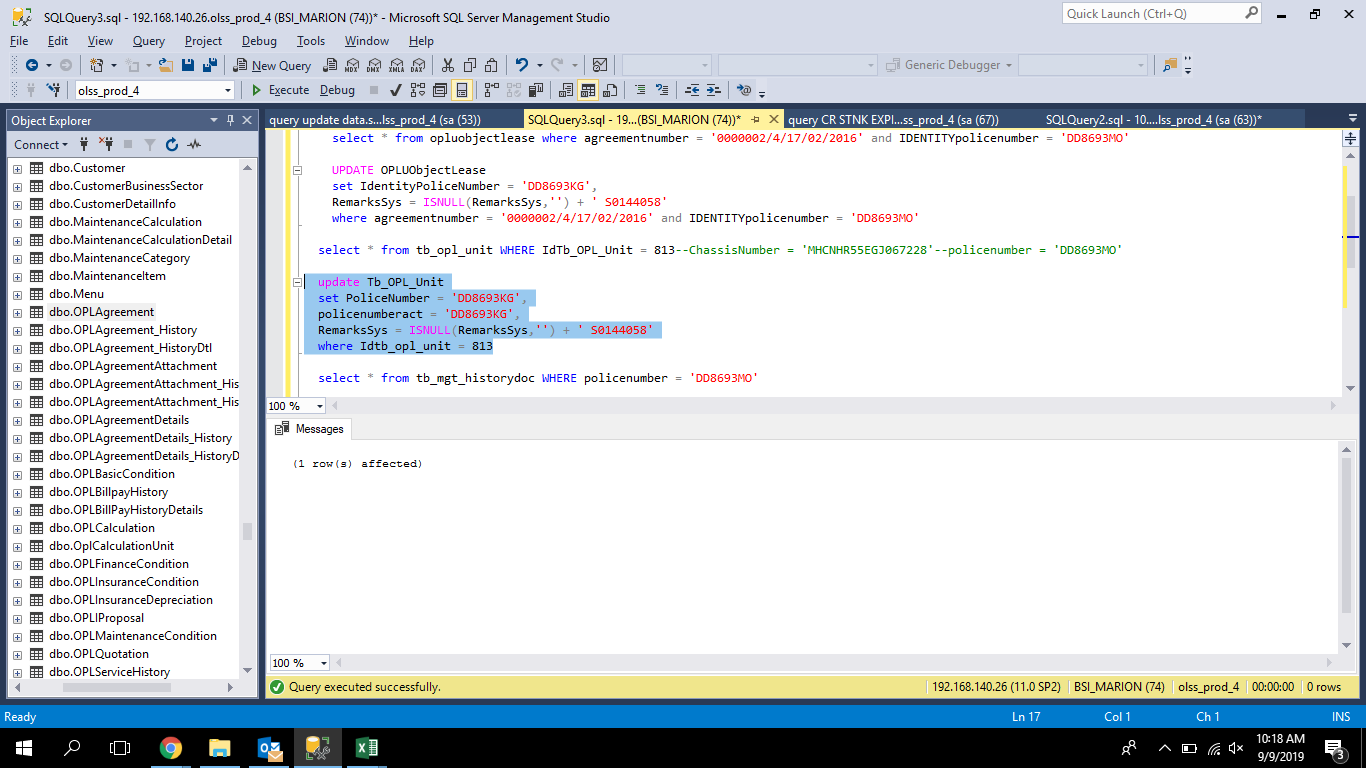 SQLQuery3.sql - 192.168.140.26.olss_prod_4 (BSI_MARION (74))* - Microsoft SQL Server Management Studio
Quick Launch (Ctrl+Q)
File Edit View Query Project Debug Tools Window Help
New Query
MDX DMX XMLA DAX
Generic Debugger
olss_prod_4
Execute Debug
Object Explorer
query update data.s...lss_prod_4 (sa (53))
SQLQuery3.sql - 19...(BSI_MARION (74))*
query CR STNK EXPI...ss_prod_4 (sa (67))
SQLQuery2.sql - 10....lss_prod_4 (sa (63))*
Connect
dbo.Customer
dbo.CustomerBusinessSector
dbo.CustomerDetailInfo
dbo.MaintenanceCalculation
dbo.MaintenanceCalculationDetail
dbo.MaintenanceCategory
dbo.MaintenanceItem
dbo.Menu
dbo.OPLAgreement
dbo.OPLAgreement_History
dbo.OPLAgreement_HistoryDtl
dbo.OPLAgreementAttachment
dbo.OPLAgreementAttachment_His
dbo.OPLAgreementAttachment_His
dbo.OPLAgreementDetails
dbo.OPLAgreementDetails_History
dbo.OPLAgreementDetails_HistoryD
dbo.OPLBasicCondition
dbo.OPLBillpayHistory
dbo.OPLBillPayHistoryDetails
dbo.OPLCalculation
dbo.OplCalculationUnit
dbo.OPLFinanceCondition
dbo.OPLInsuranceCondition
dbo.OPLInsuranceDepreciation
dbo.OPLIProposal
dbo.OPLMaintenanceCondition
dbo.OPLQuotation
dbo.OPLServiceHistory
select * from opluobjectlease where agreementnumber = '0000002/4/17/02/2016' and IDENTITYpolicenumber = 'DD8693MO'
UPDATE OPLUObjectLease
set IdentityPoliceNumber = 'DD8693KG',
RemarksSys = ISNULL(RemarksSys,'') + ' S0144058'
where agreementnumber = '0000002/4/17/02/2016' and IDENTITYpolicenumber = 'DD8693MO'
select * from tb_opl_unit WHERE IdTb_OPL_Unit = 813--ChassisNumber = 'MHCNHR55EGJ067228'--policenumber = 'DD8693MO'
update Tb_OPL_Unit
set PoliceNumber = 'DD8693KG',
policenumberact = 'DD8693KG',
RemarksSys = ISNULL(RemarksSys,'') + ' S0144058'
where Idtb_opl_unit = 813
select * from tb_mgt_historydoc WHERE policenumber = 'DD8693MO'
100 %
Messages
(1 row(s) affected)
100 %
Query executed successfully.
192.168.140.26 (11.0 SP2) BSI_MARION (74) olss_prod_4 00:00:00 0 rows
Ready
Ln 17 Col 1 Ch 1 INS
10:18 AM
9/9/2019
3